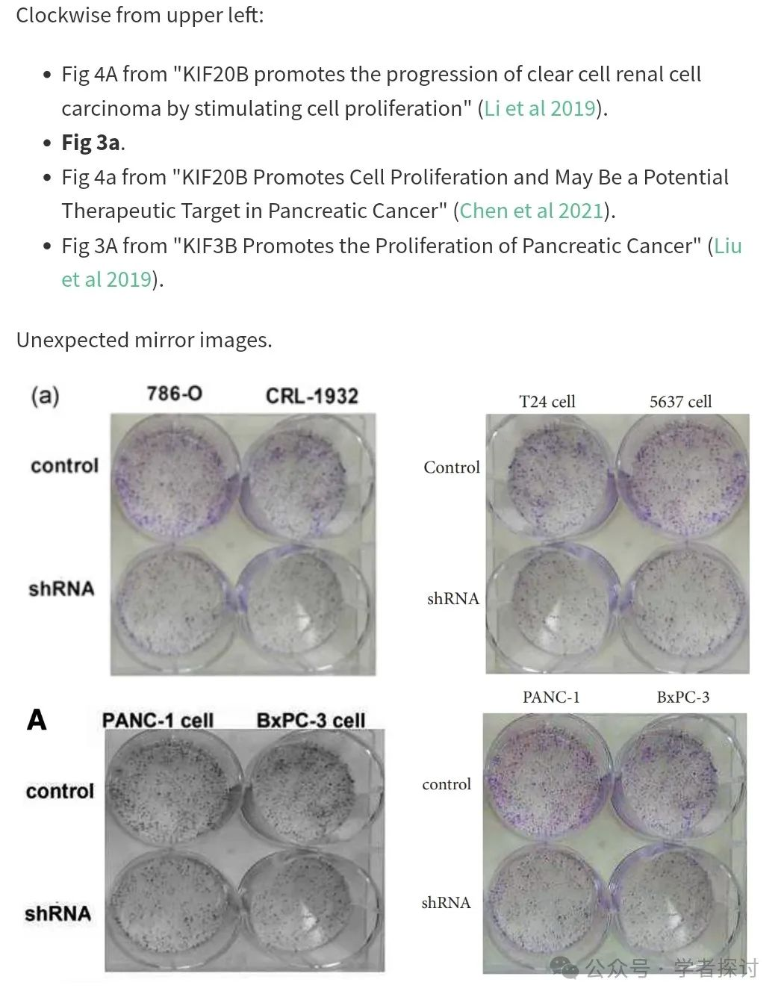 Clockwise from upper left:
• Fig 4A from "KIF20B promotes the progression of clear cell renal cell
carcinoma by stimulating cell proliferation" (Li et al 2019).
• Fig 3a.
• Fig 4a from "KIF20B Promotes Cell Proliferation and May Be a Potential
Therapeutic Target in Pancreatic Cancer" (Chen et al 2021).
• Fig 3A from "KIF3B Promotes the Proliferation of Pancreatic Cancer" (Liu
et al 2019).
Unexpected mirror images.
(a) 786-O CRL-1932
control
shRNA
T24 cell 5637 cell
Control
shRNA
A PANC-1 cell BxPC-3 cell
control
shRNA
PANC-1 BxPC-3
control
shRNA
公众号 · 学者探讨